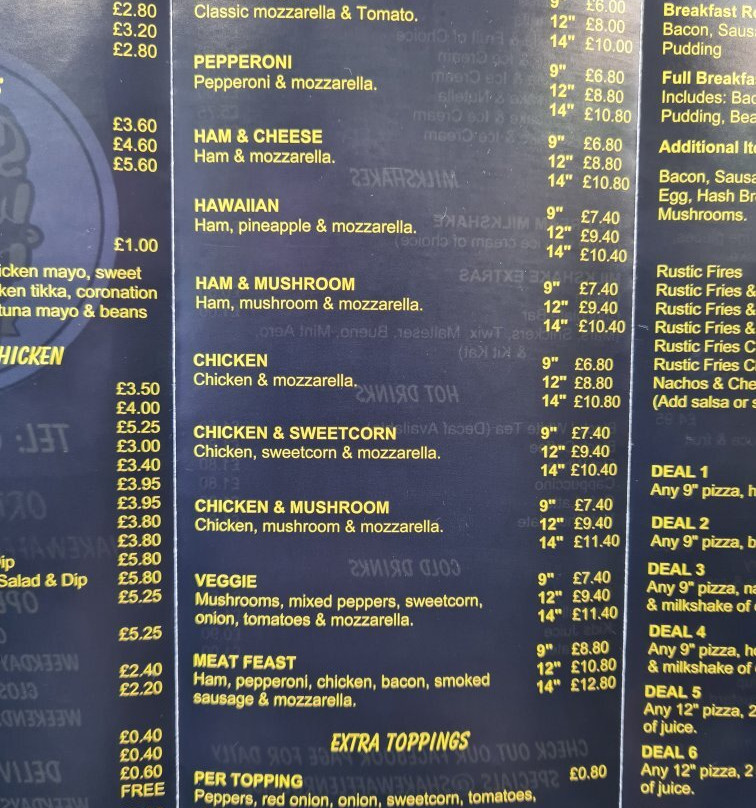 £2.80
£3.20
£2.80
£3.60
£4.60
£5.60
£1.00
icken mayo, sweet
ken tikka, coronation
tuna mayo & beans
HICKEN
£3.50
£4.00
£5.25
£3.00
£3.40
£3.95
£3.95
£3.80
£3.80
ip £5.80
Salad & Dip £5.80
£5.25
£5.25
£2.40
£2.20
£0.40
£0.40
£0.60
FREE
Classic mozzarella & Tomato.
9" £6.00
12" £8.00
14" £10.00
PEPPERONI
Pepperoni & mozzarella.
9" £6.80
12" £8.80
14" £10.80
HAM & CHEESE
Ham & mozzarella.
9" £6.80
12" £8.80
14" £10.80
HAWAIIAN
Ham, pineapple & mozzarella.
9" £7.40
12" £9.40
14" £10.40
HAM & MUSHROOM
Ham, mushroom & mozzarella.
9" £7.40
12" £9.40
14" £10.40
CHICKEN
Chicken & mozzarella.
9" £6.80
12" £8.80
14" £10.80
CHICKEN & SWEETCORN
Chicken, sweetcorn & mozzarella.
9" £7.40
12" £9.40
14" £10.40
CHICKEN & MUSHROOM
Chicken, mushroom & mozzarella.
9" £7.40
12" £9.40
14" £11.40
VEGGIE
Mushrooms, mixed peppers, sweetcorn,
onion, tomatoes & mozzarella.
9" £7.40
12" £9.40
14" £11.40
MEAT FEAST
Ham, pepperoni, chicken, bacon, smoked
sausage & mozzarella.
9" £8.80
12" £10.80
14" £12.80
EXTRA TOPPINGS
PER TOPPING £0.80
Peppers, red onion, onion, sweetcorn, tomatoes,
Breakfast Ro
Bacon, Saus
Pudding
Full Breakfa
Includes: Bac
Pudding, Bea
Additional Ite
Bacon, Sausa
Egg, Hash Br
Mushrooms.
Rustic Fires
Rustic Fries &
Rustic Fries &
Rustic Fries &
Rustic Fries C
Rustic Fries C
Nachos & Che
(Add salsa or s
DEAL 1
Any 9" pizza, h
DEAL 2
Any 9" pizza, b
DEAL 3
Any 9" pizza, na
& milkshake of
DEAL 4
Any 9" pizza, h
& milkshake of
DEAL 5
Any 12" pizza, 2
of juice.
DEAL 6
Any 12" pizza, 2
of juice.